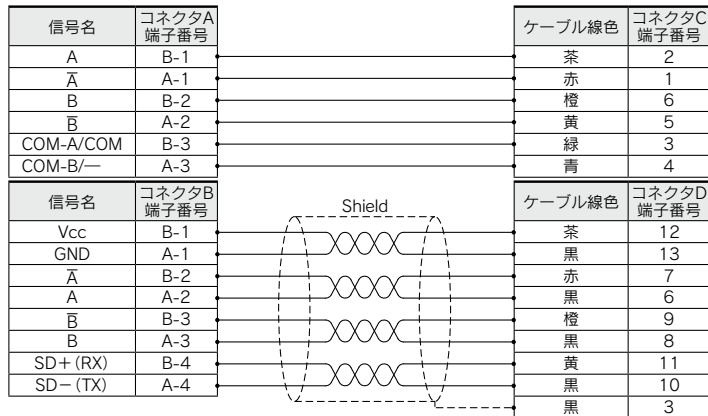 信号名 コネクタA端子番号 ケーブル線色 コネクタC端子番号
A B-1 茶 2
A̅ A-1 赤 1
B B-2 橙 6
B̅ A-2 黄 5
COM-A/COM B-3 緑 3
COM-B/― A-3 青 4
信号名 コネクタB端子番号 Shield ケーブル線色 コネクタD端子番号
Vcc B-1 茶 12
GND A-1 黒 13
A̅ B-2 赤 7
A A-2 黒 6
B̅ B-3 橙 9
B A-3 黒 8
SD+(RX) B-4 黄 11
SD−(TX) A-4 黒 10
黒 3